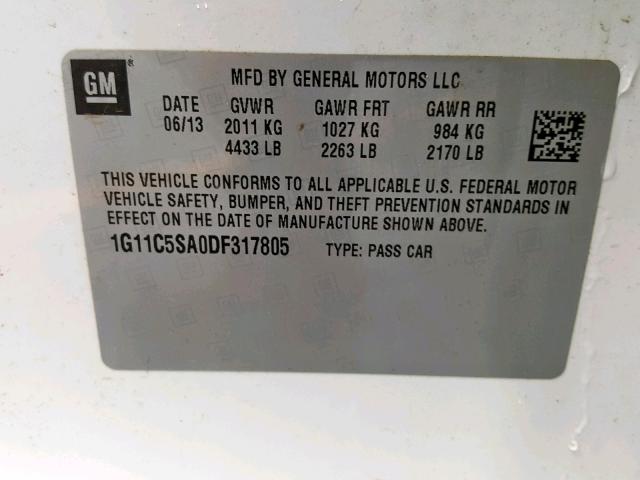 GM ®
MFD BY GENERAL MOTORS LLC
DATE GVWR GAWR FRT GAWR RR
06/13 2011 KG 1027 KG 984 KG
4433 LB 2263 LB 2170 LB
THIS VEHICLE CONFORMS TO ALL APPLICABLE U.S. FEDERAL MOTOR
VEHICLE SAFETY, BUMPER, AND THEFT PREVENTION STANDARDS IN
EFFECT ON THE DATE OF MANUFACTURE SHOWN ABOVE.
1G11C5SA0DF317805 TYPE: PASS CAR